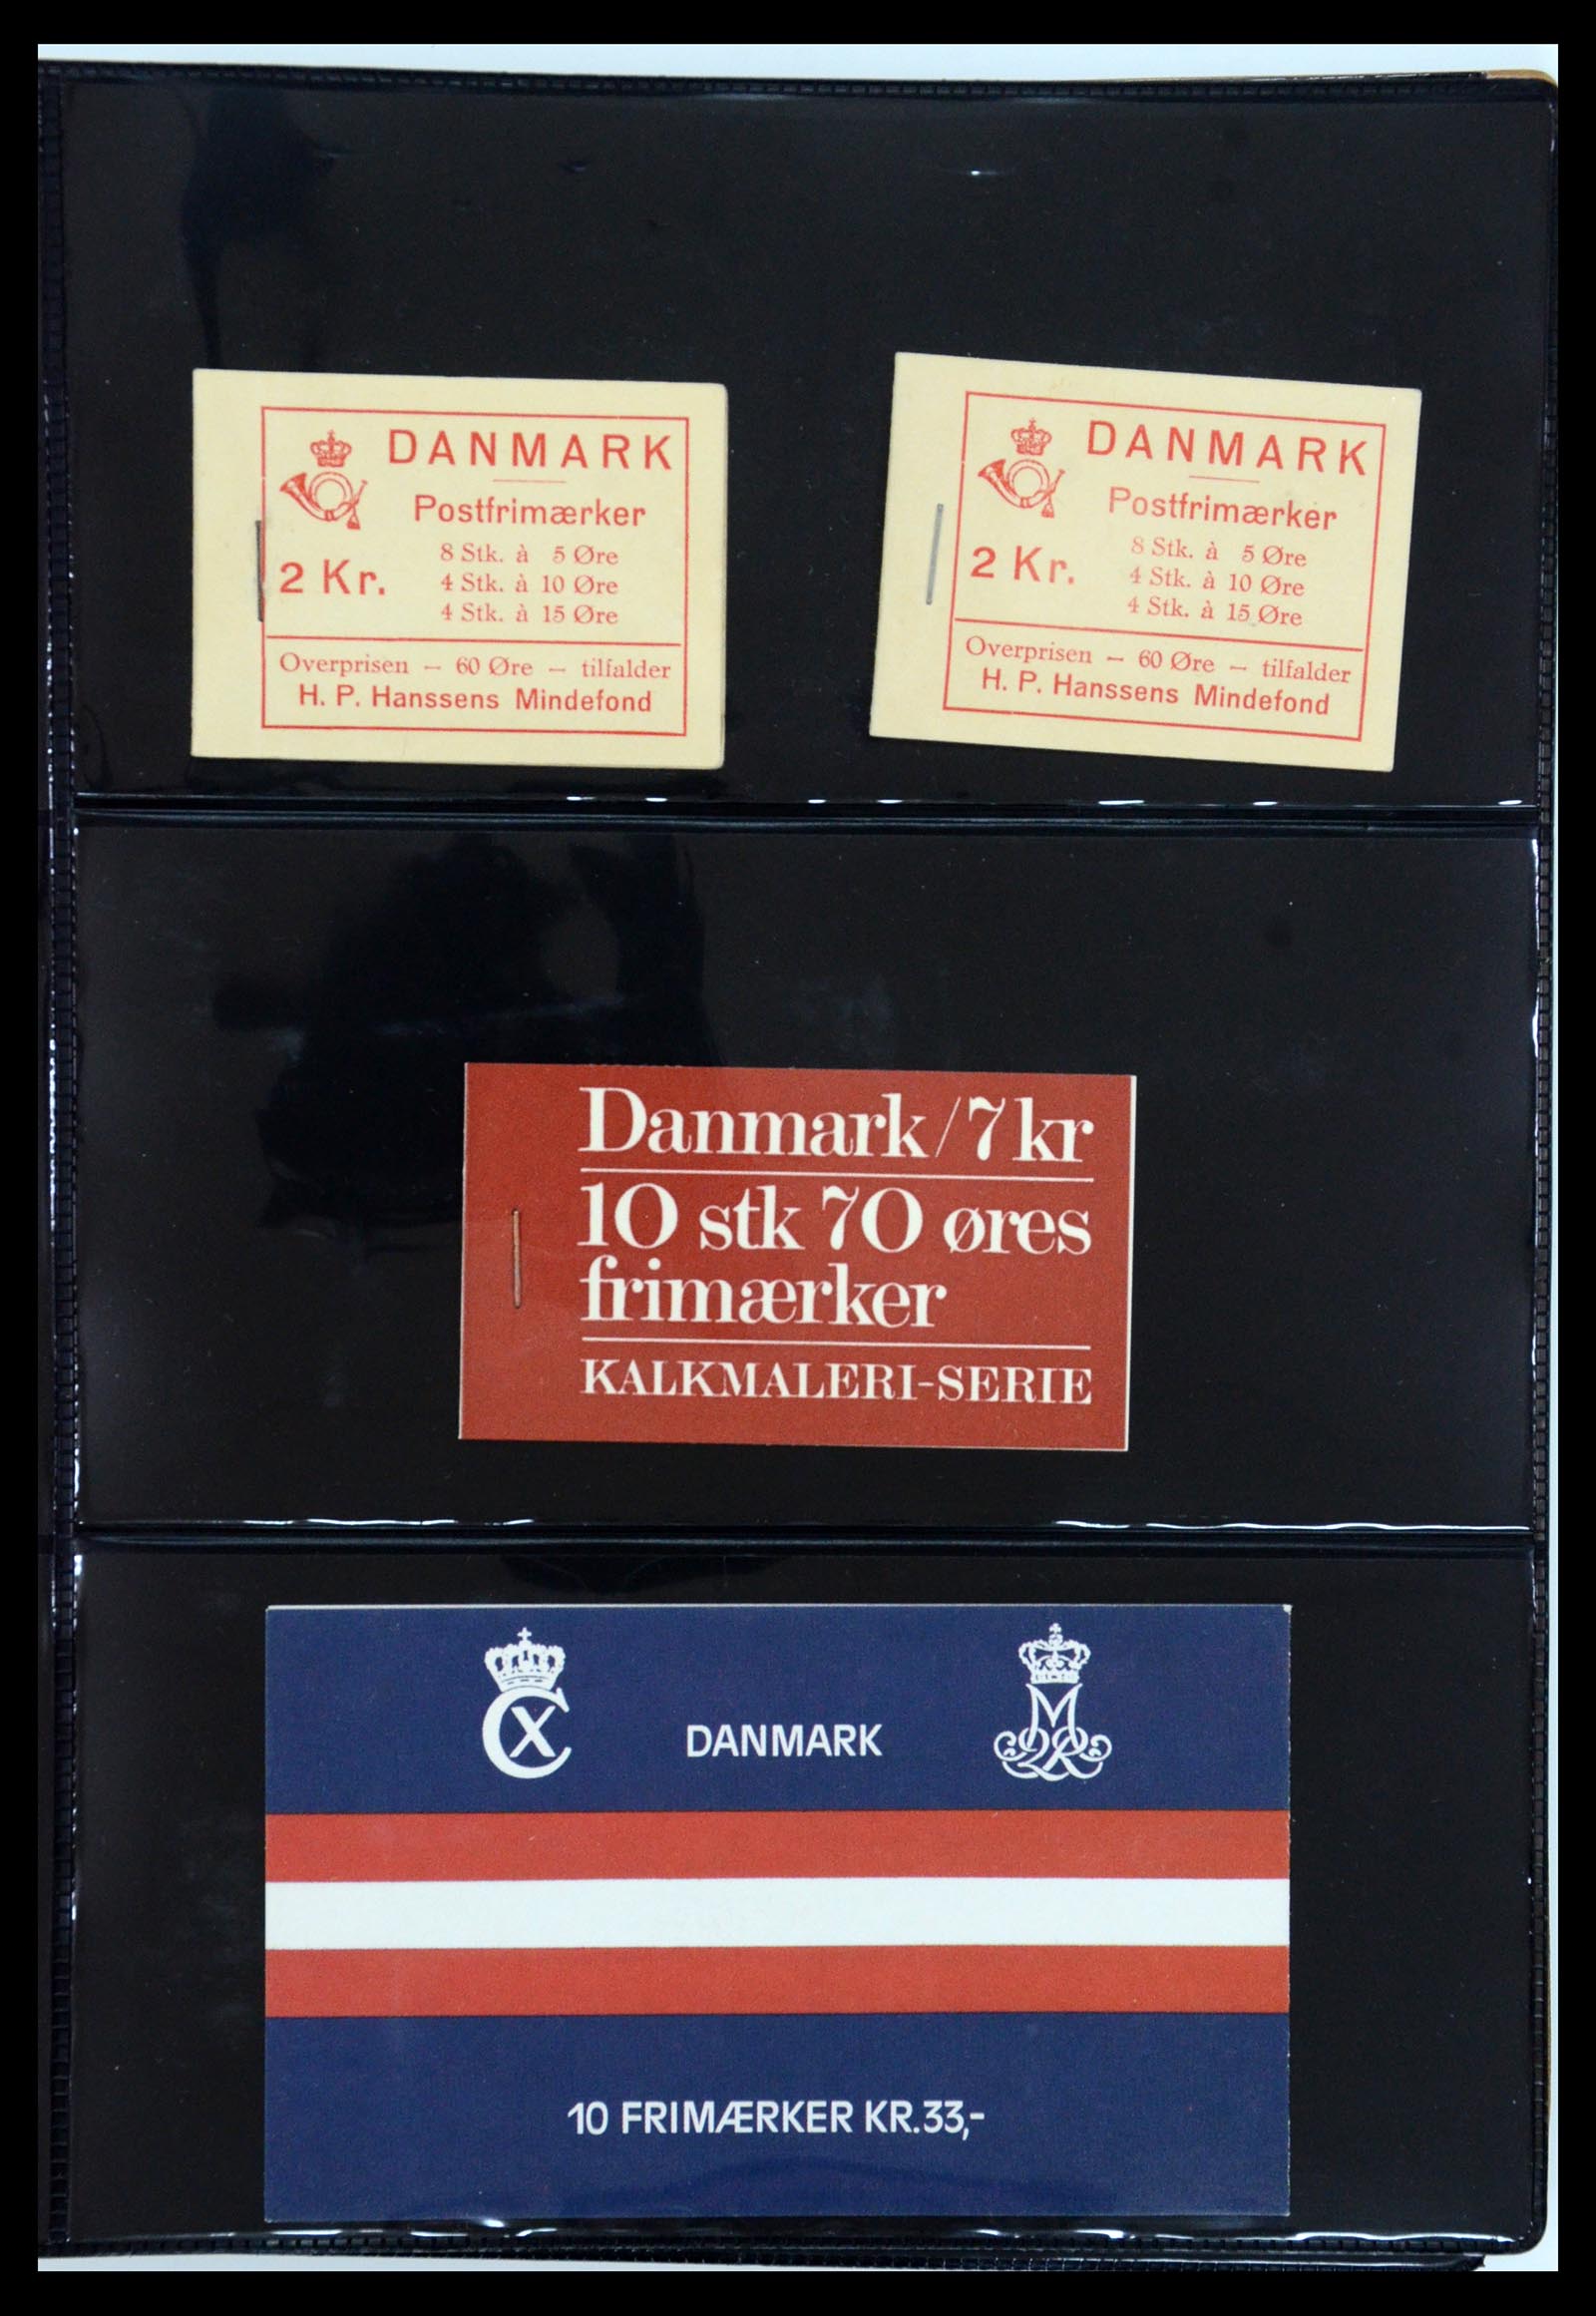 DANMARK
Postfrimærker
2 Kr.
8 Stk. à 5 Øre
4 Stk. à 10 Øre
4 Stk. à 15 Øre
Overprisen – 60 Øre – tilfalder
H. P. Hanssens Mindefond
DANMARK
Postfrimærker
2 Kr.
8 Stk. à 5 Øre
4 Stk. à 10 Øre
4 Stk. à 15 Øre
Overprisen – 60 Øre – tilfalder
H. P. Hanssens Mindefond
Danmark/7 kr
10 stk 70 øres
frimærker
KALKMALERI-SERIE
CX DANMARK M2R
10 FRIMÆRKER KR.33,-